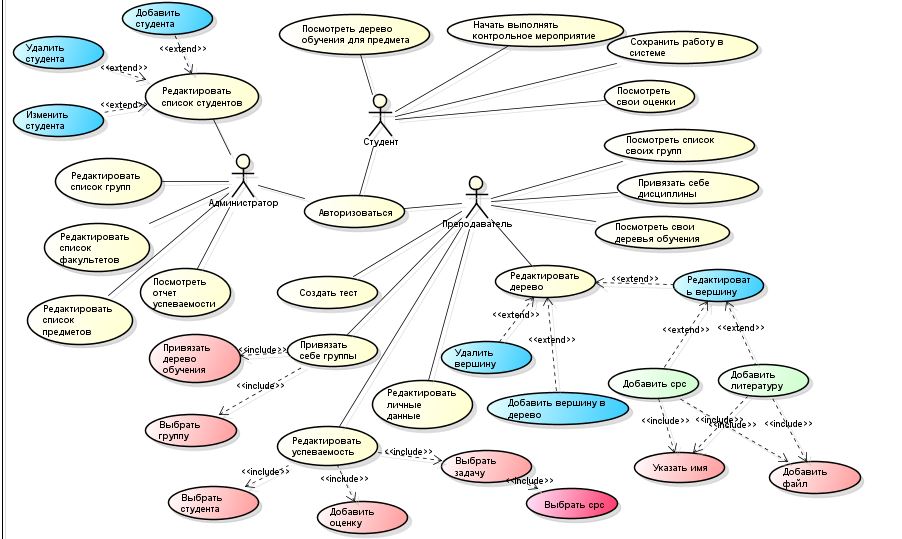 Добавить
студента
<<extend>>
Удалить
студента
<<extend>>
Изменить
студента
<<extend>>
Редактировать
список студентов
Посмотреть дерево
обучения для предмета
Начать выполнять
контрольное мероприятие
Сохранить работу в
системе
Посмотреть
свои оценки
Студент
Администратор
Авторизоваться
Преподаватель
Посмотреть список
своих групп
Привязать себе
дисциплины
Посмотреть свои
деревья обучения
Редактировать
список групп
Редактировать
список
факультетов
Редактировать
список
предметов
Посмотреть
отчет
успеваемости
Создать тест
Редактировать
дерево
<<extend>>
Редактироват
ь вершину
<<extend>>
<<extend>>
<<extend>>
<<extend>>
Привязать
дерево
обучения
<<include>>
Привязать
себе группы
<<include>>
Выбрать
группу
Удалить
вершину
Добавить вершину в
дерево
Редактировать
личные
данные
Добавить срс
Добавить
литературу
<<include>>
<<include>>
<<include>>
<<include>>
Указать имя
Добавить
файл
Редактировать
успеваемость
<<include>>
<<include>>
<<include>>
Выбрать
задачу
<<include>>
Выбрать срс
Выбрать
студента
Добавить
оценку